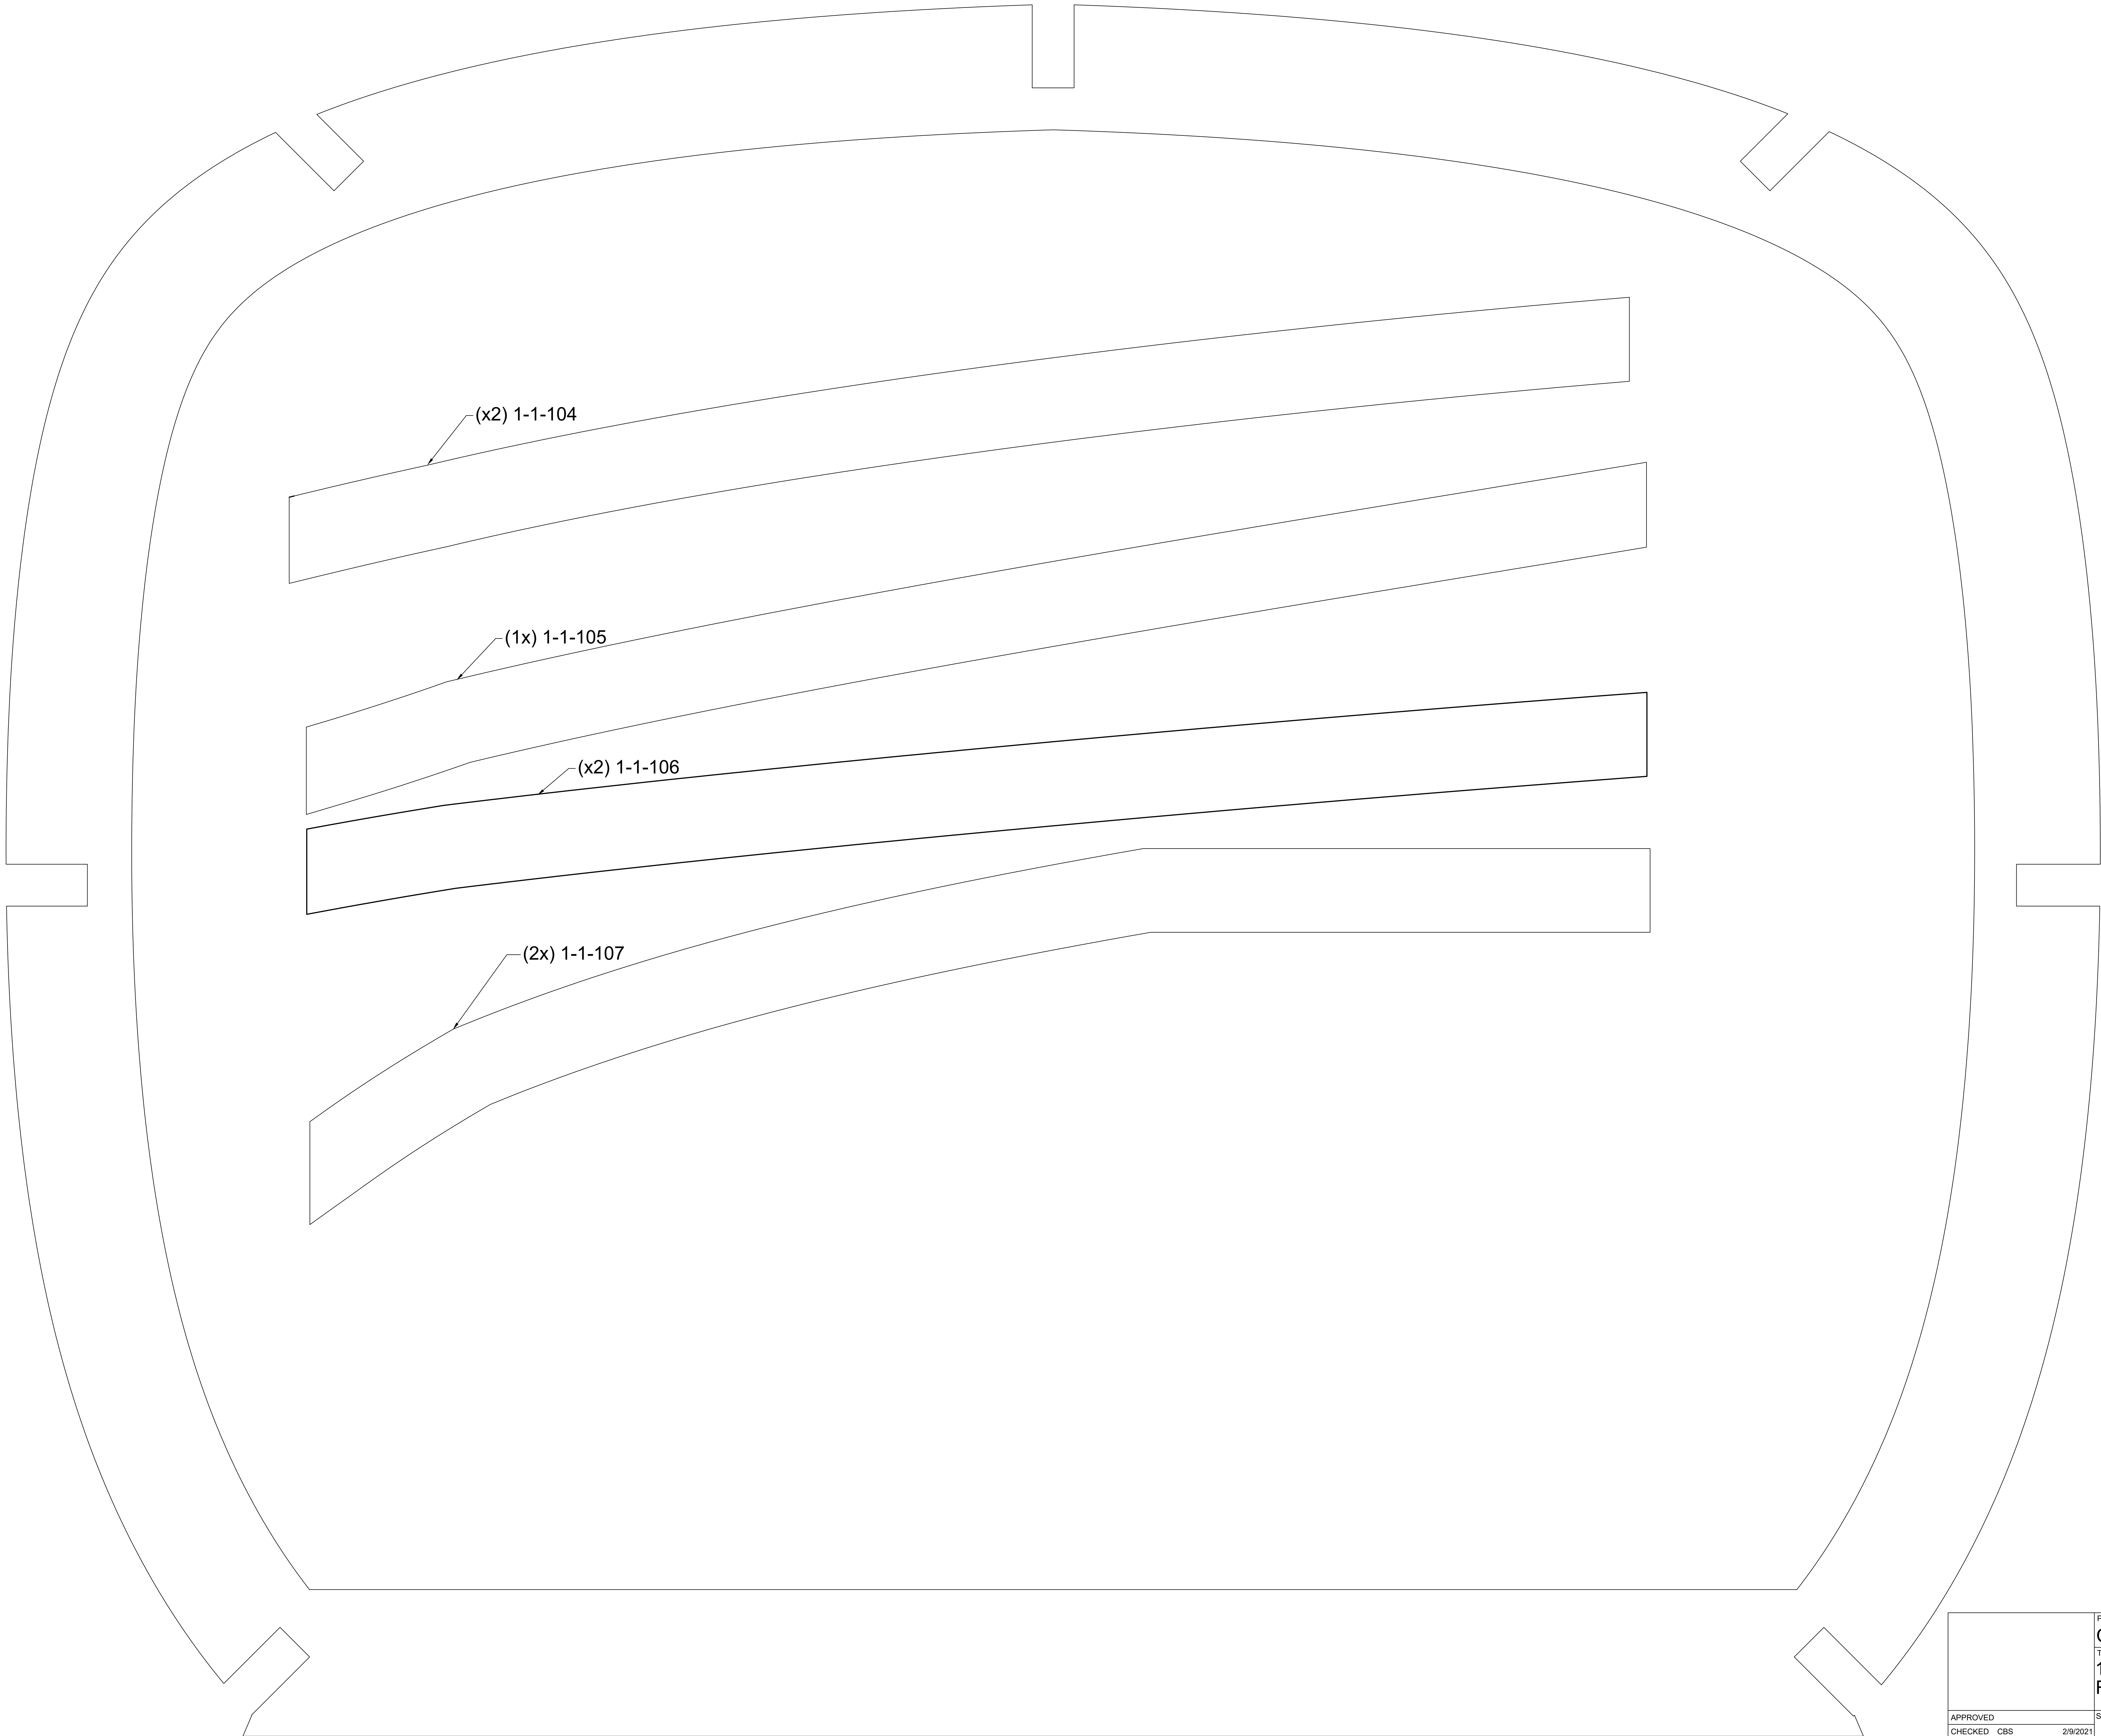 (x2) 1-1-104
(1x) 1-1-105
(x2) 1-1-106
(2x) 1-1-107
APPROVED
CHECKED CBS 2/9/2021